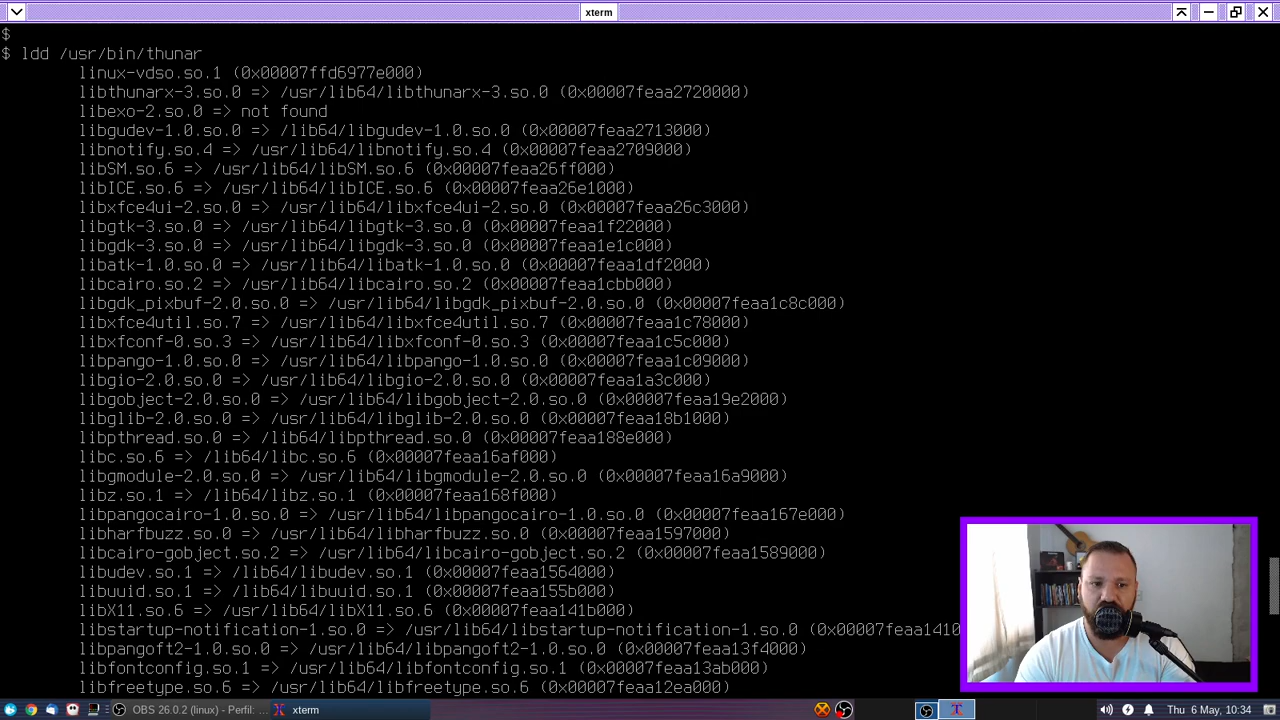 xterm
$
$ ldd /usr/bin/thunar
linux-vdso.so.1 (0x00007ffd6977e000)
libthunarx-3.so.0 => /usr/lib64/libthunarx-3.so.0 (0x00007feaa2720000)
libexo-2.so.0 => not found
libgudev-1.0.so.0 => /lib64/libgudev-1.0.so.0 (0x00007feaa2713000)
libnotify.so.4 => /usr/lib64/libnotify.so.4 (0x00007feaa2709000)
libSM.so.6 => /usr/lib64/libSM.so.6 (0x00007feaa26ff000)
libICE.so.6 => /usr/lib64/libICE.so.6 (0x00007feaa26e1000)
libxfce4ui-2.so.0 => /usr/lib64/libxfce4ui-2.so.0 (0x00007feaa26c3000)
libgtk-3.so.0 => /usr/lib64/libgtk-3.so.0 (0x00007feaa1f22000)
libgdk-3.so.0 => /usr/lib64/libgdk-3.so.0 (0x00007feaa1e1c000)
libatk-1.0.so.0 => /usr/lib64/libatk-1.0.so.0 (0x00007feaa1df2000)
libcairo.so.2 => /usr/lib64/libcairo.so.2 (0x00007feaa1cbb000)
libgdk_pixbuf-2.0.so.0 => /usr/lib64/libgdk_pixbuf-2.0.so.0 (0x00007feaa1c8c000)
libxfce4util.so.7 => /usr/lib64/libxfce4util.so.7 (0x00007feaa1c78000)
libxfconf-0.so.3 => /usr/lib64/libxfconf-0.so.3 (0x00007feaa1c5c000)
libpango-1.0.so.0 => /usr/lib64/libpango-1.0.so.0 (0x00007feaa1c09000)
libgio-2.0.so.0 => /usr/lib64/libgio-2.0.so.0 (0x00007feaa1a3c000)
libgobject-2.0.so.0 => /usr/lib64/libgobject-2.0.so.0 (0x00007feaa19e2000)
libglib-2.0.so.0 => /usr/lib64/libglib-2.0.so.0 (0x00007feaa18b1000)
libpthread.so.0 => /lib64/libpthread.so.0 (0x00007feaa188e000)
libc.so.6 => /lib64/libc.so.6 (0x00007feaa16af000)
libgmodule-2.0.so.0 => /usr/lib64/libgmodule-2.0.so.0 (0x00007feaa16a9000)
libz.so.1 => /lib64/libz.so.1 (0x00007feaa168f000)
libpangocairo-1.0.so.0 => /usr/lib64/libpangocairo-1.0.so.0 (0x00007feaa167e000)
libharfbuzz.so.0 => /usr/lib64/libharfbuzz.so.0 (0x00007feaa1597000)
libcairo-gobject.so.2 => /usr/lib64/libcairo-gobject.so.2 (0x00007feaa1589000)
libudev.so.1 => /lib64/libudev.so.1 (0x00007feaa1564000)
libuuid.so.1 => /lib64/libuuid.so.1 (0x00007feaa155b000)
libX11.so.6 => /usr/lib64/libX11.so.6 (0x00007feaa141b000)
libstartup-notification-1.so.0 => /usr/lib64/libstartup-notification-1.so.0 (0x00007feaa1410
libpangoft2-1.0.so.0 => /usr/lib64/libpangoft2-1.0.so.0 (0x00007feaa13f4000)
libfontconfig.so.1 => /usr/lib64/libfontconfig.so.1 (0x00007feaa13ab000)
libfreetype.so.6 => /usr/lib64/libfreetype.so.6 (0x00007feaa12ea000)
OBS 26.0.2 (linux) - Perfil: ... xterm Thu 6 May, 10:34